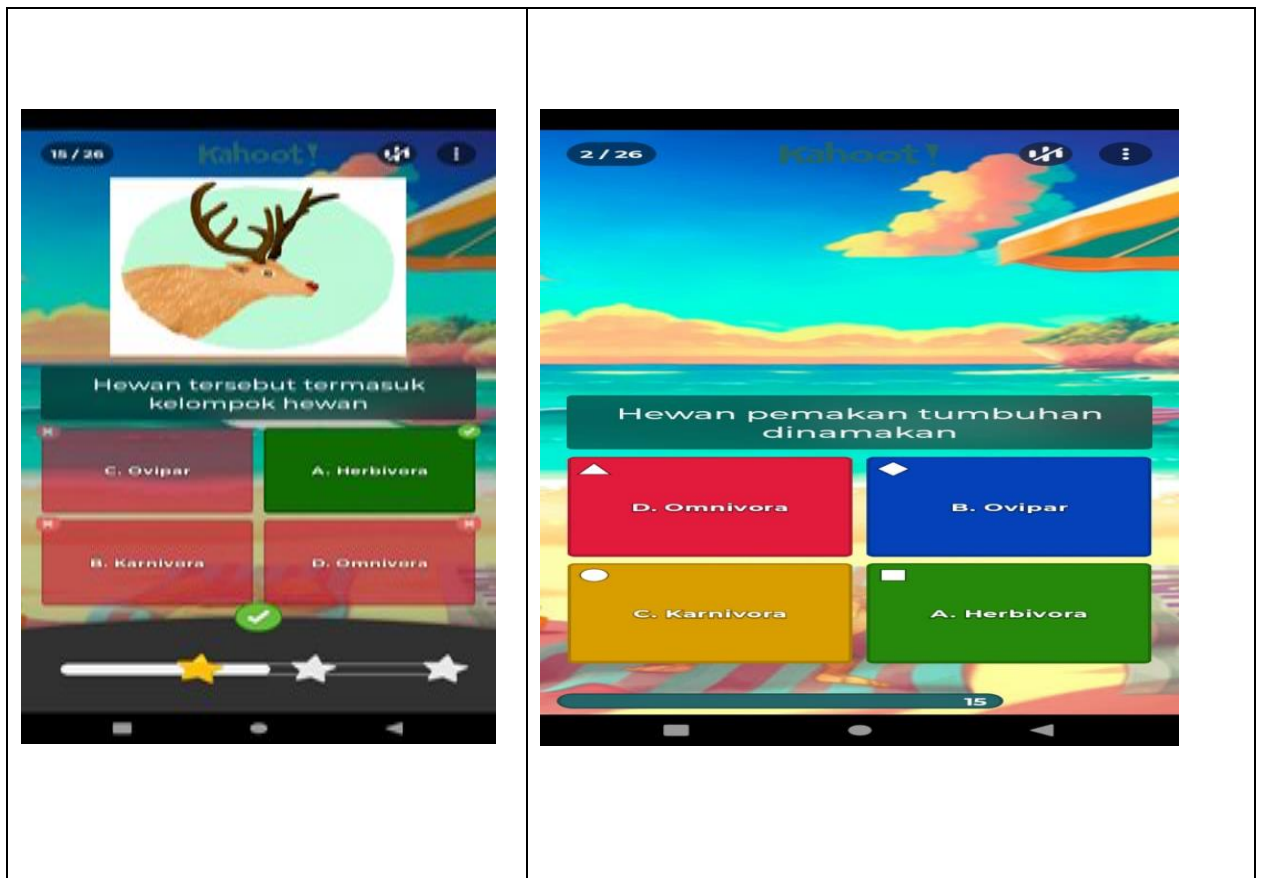 15 / 26
Kahoot!
Hewan tersebut termasuk
kelompok hewan
C. Ovipar
A. Herbivora
B. Karnivora
D. Omnivora
2 / 26
Kahoot!
Hewan pemakan tumbuhan
dinamakan
D. Omnivora
B. Ovipar
C. Karnivora
A. Herbivora
15